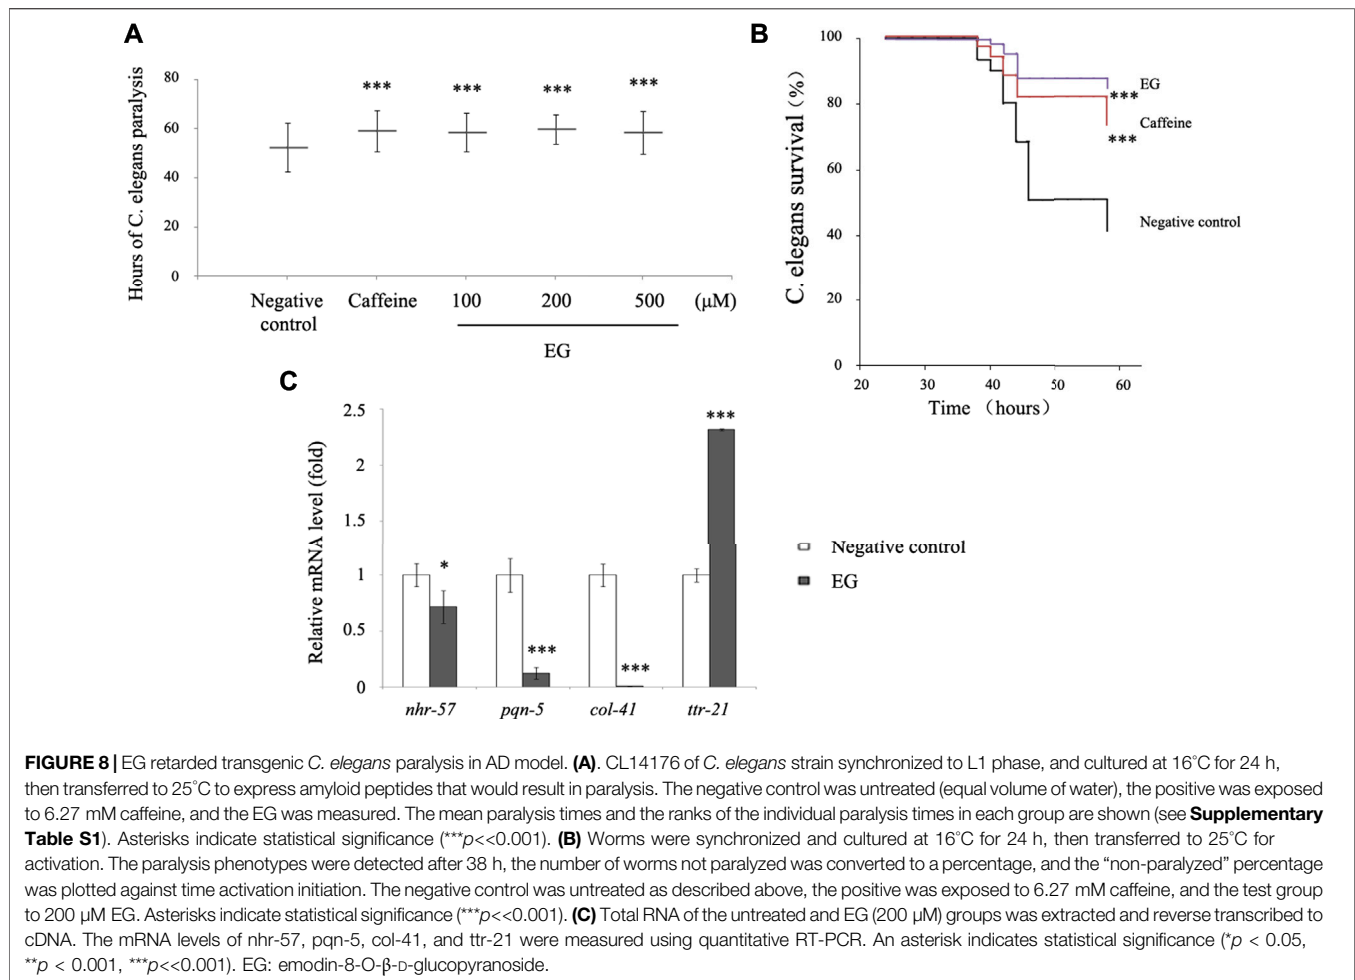 A
Hours of C. elegans paralysis
80
60
40
20
0
***
***
***
***
Negative control
Caffeine
100
200
500
(μM)
EG
B
C. elegans survival (%)
100
80
60
40
20
0
EG
***
Caffeine
***
Negative control
20
30
40
50
60
Time (hours)
C
Relative mRNA level (fold)
2.5
2
1.5
1
0.5
0
*
***
***
***
nhr-57
pqn-5
col-41
ttr-21
Negative control
EG
FIGURE 8 | EG retarded transgenic C. elegans paralysis in AD model. (A). CL14176 of C. elegans strain synchronized to L1 phase, and cultured at 16°C for 24 h,
then transferred to 25°C to express amyloid peptides that would result in paralysis. The negative control was untreated (equal volume of water), the positive was exposed
to 6.27 mM caffeine, and the EG was measured. The mean paralysis times and the ranks of the individual paralysis times in each group are shown (see Supplementary
Table S1). Asterisks indicate statistical significance (***p<<0.001). (B) Worms were synchronized and cultured at 16°C for 24 h, then transferred to 25°C for
activation. The paralysis phenotypes were detected after 38 h, the number of worms not paralyzed was converted to a percentage, and the “non-paralyzed” percentage
was plotted against time activation initiation. The negative control was untreated as described above, the positive was exposed to 6.27 mM caffeine, and the test group
to 200 μM EG. Asterisks indicate statistical significance (***p<<0.001). (C) Total RNA of the untreated and EG (200 μM) groups was extracted and reverse transcribed to
cDNA. The mRNA levels of nhr-57, pqn-5, col-41, and ttr-21 were measured using quantitative RT-PCR. An asterisk indicates statistical significance (*p < 0.05,
**p < 0.001, ***p<<0.001). EG: emodin-8-O-β-D-glucopyranoside.